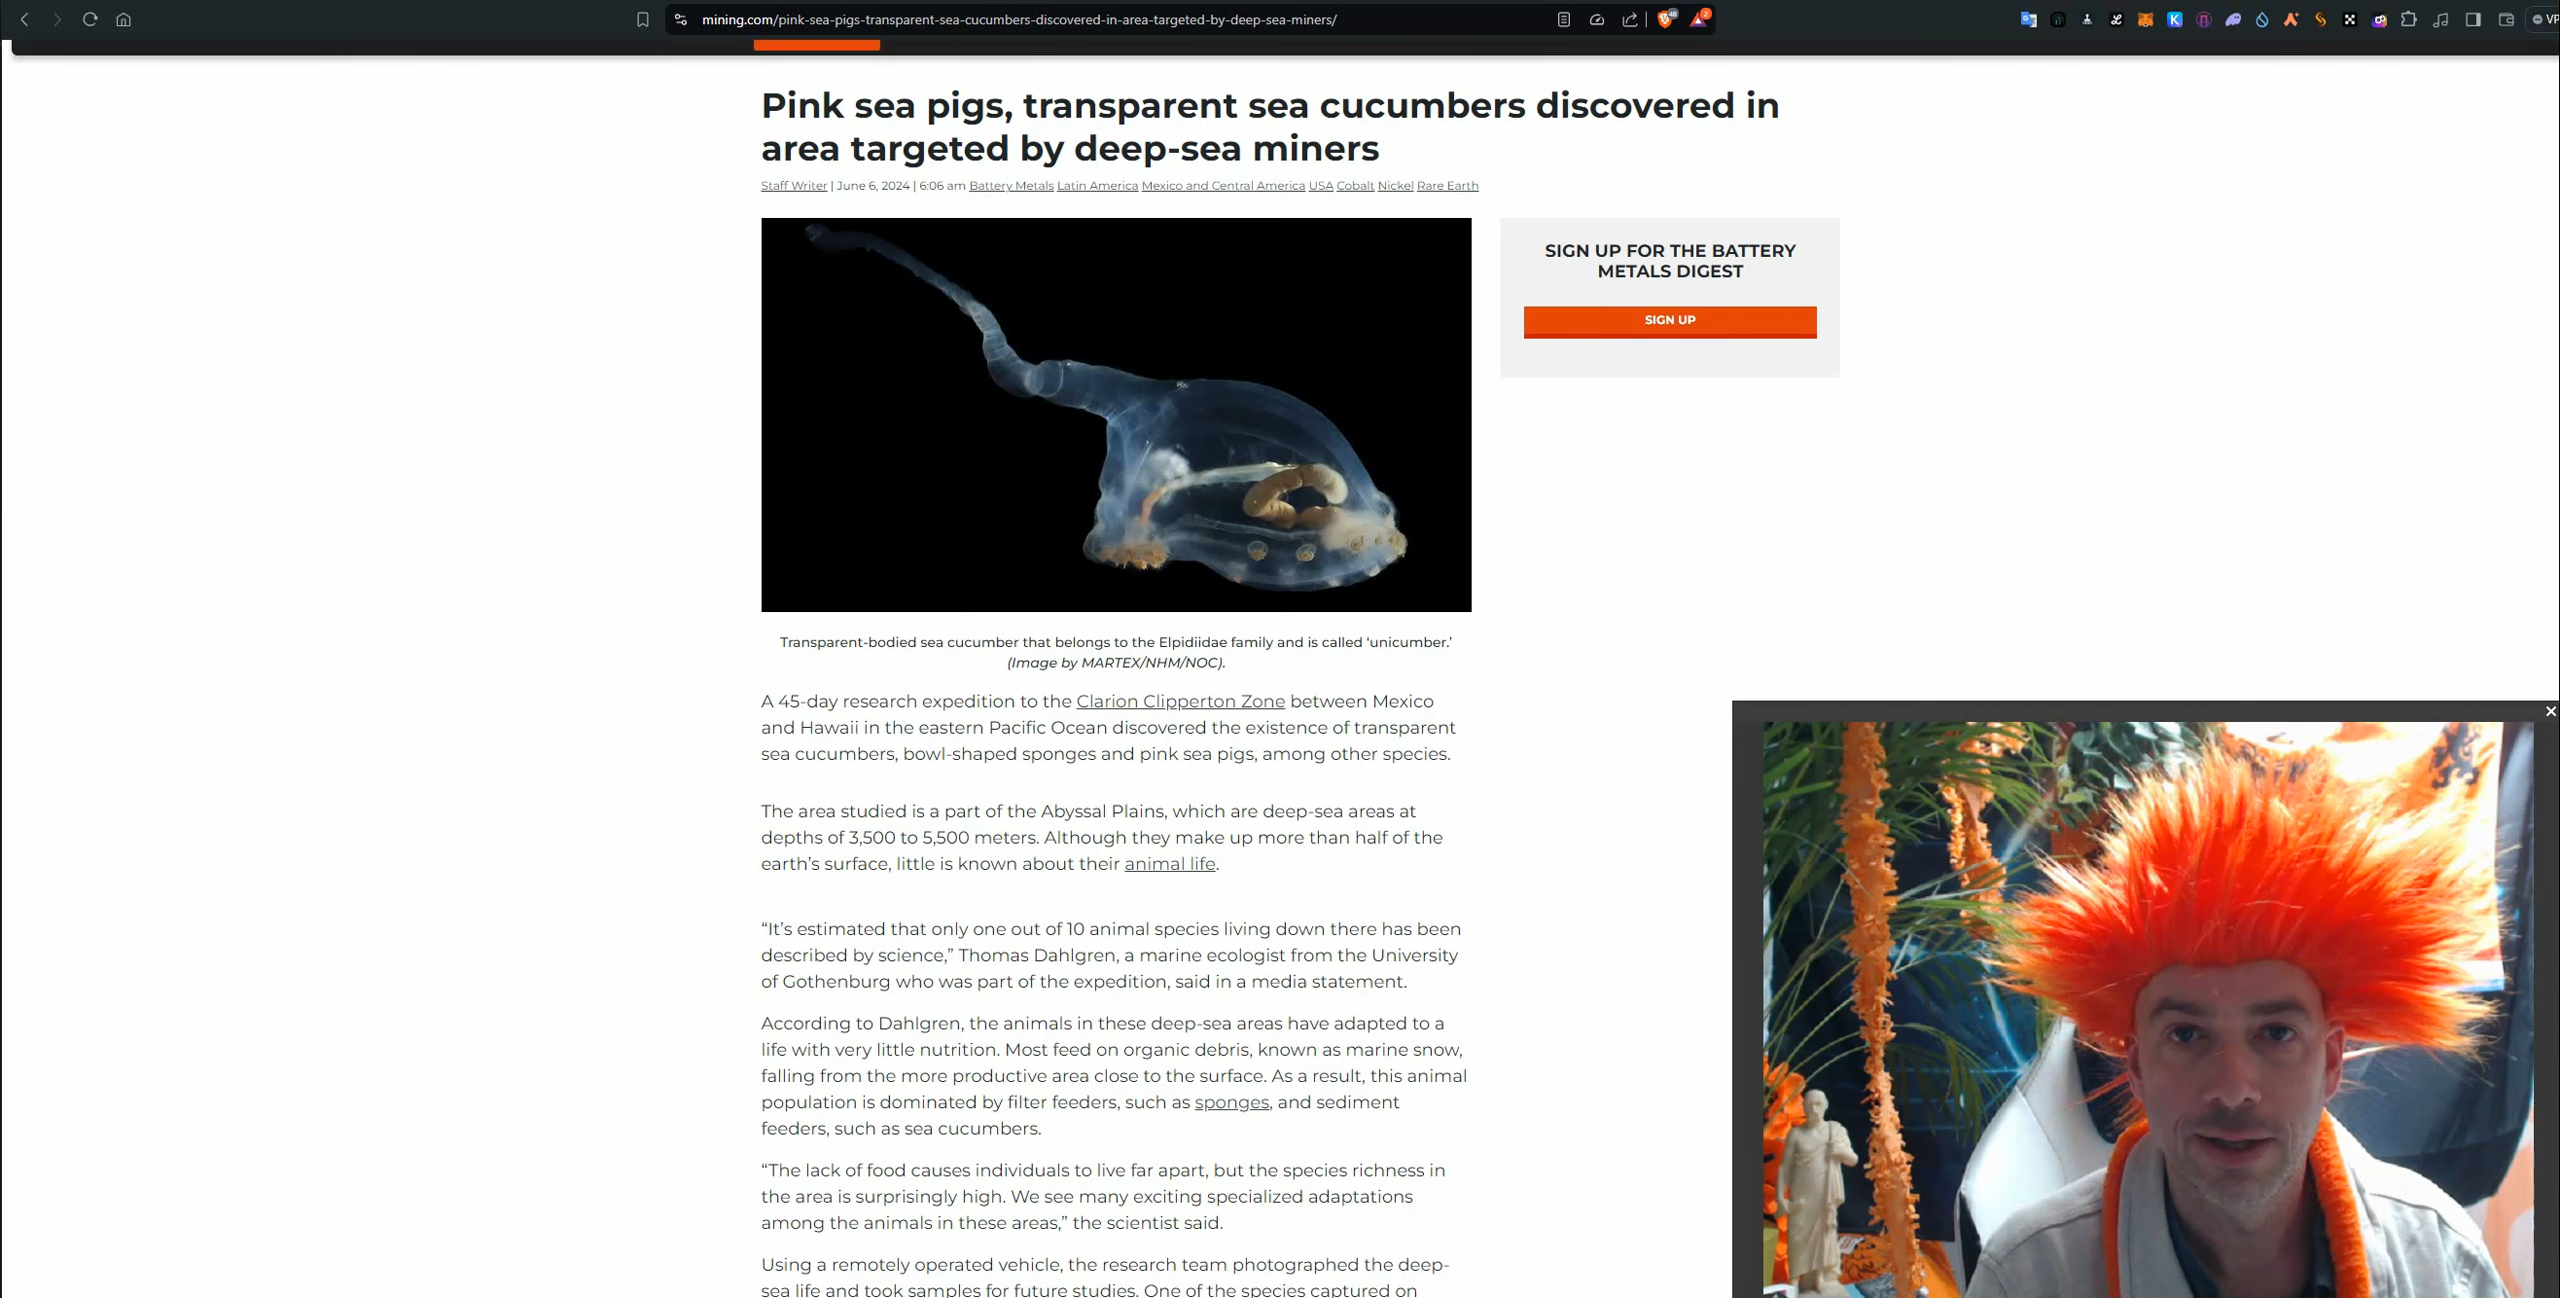 mining.com/pink-sea-pigs-transparent-sea-cucumbers-discovered-in-area-targeted-by-deep-sea-miners/
VP
Pink sea pigs, transparent sea cucumbers discovered in
area targeted by deep-sea miners
Staff Writer | June 6, 2024 | 6:06 am Battery Metals Latin America Mexico and Central America USA Cobalt Nickel Rare Earth
SIGN UP FOR THE BATTERY
METALS DIGEST
SIGN UP
Transparent-bodied sea cucumber that belongs to the Elpidiidae family and is called ‘unicumber.’
(Image by MARTEX/NHM/NOC).
A 45-day research expedition to the Clarion Clipperton Zone between Mexico
and Hawaii in the eastern Pacific Ocean discovered the existence of transparent
sea cucumbers, bowl-shaped sponges and pink sea pigs, among other species.
The area studied is a part of the Abyssal Plains, which are deep-sea areas at
depths of 3,500 to 5,500 meters. Although they make up more than half of the
earth’s surface, little is known about their animal life.
“It’s estimated that only one out of 10 animal species living down there has been
described by science,” Thomas Dahlgren, a marine ecologist from the University
of Gothenburg who was part of the expedition, said in a media statement.
According to Dahlgren, the animals in these deep-sea areas have adapted to a
life with very little nutrition. Most feed on organic debris, known as marine snow,
falling from the more productive area close to the surface. As a result, this animal
population is dominated by filter feeders, such as sponges, and sediment
feeders, such as sea cucumbers.
“The lack of food causes individuals to live far apart, but the species richness in
the area is surprisingly high. We see many exciting specialized adaptations
among the animals in these areas,” the scientist said.
Using a remotely operated vehicle, the research team photographed the deep-
sea life and took samples for future studies. One of the species captured on